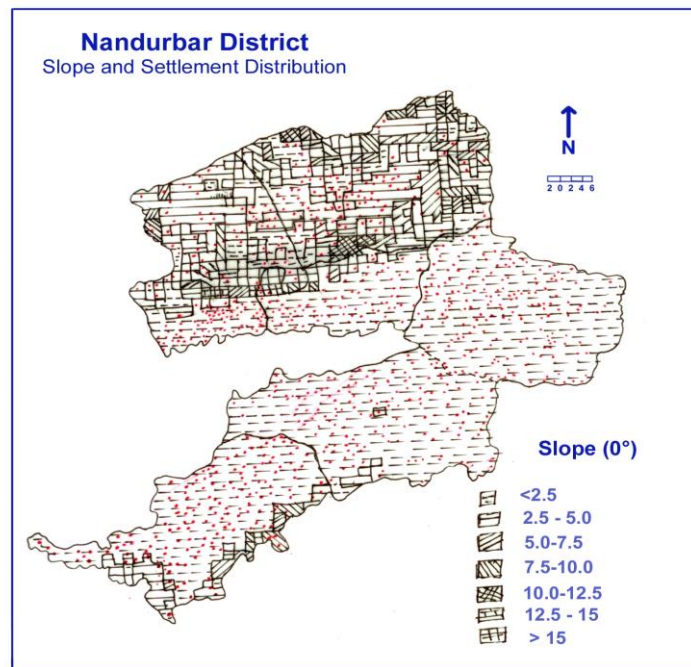 Nandurbar District
Slope and Settlement Distribution
N
2 0 2 4 6
Slope (0°)
<2.5
2.5 - 5.0
5.0-7.5
7.5-10.0
10.0-12.5
12.5 - 15
> 15